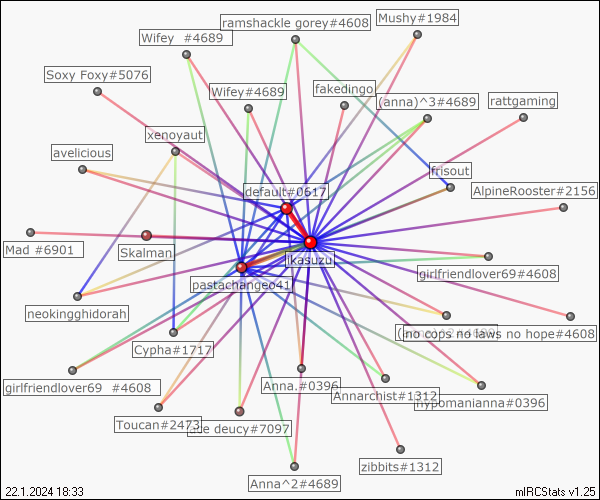 ramshackle gorey#4608
Mushy#1984
Wifey #4689
Soxy Foxy#5076
Wifey#4689
fakedingo
(anna)^3#4689
rattgaming
xenoyaut
avelicious
frisout
default#0617
AlpineRooster#2156
Mad #6901
Skalman
ikasuzu
girlfriendlover69#4608
pastachangeo41
neokingghidorah
no cops no laws no hope#4608
Cypha#1717
girlfriendlover69 #4608
Anna.#0396
Annarchist#1312
hypomanianna#0396
Toucan#2473
deucy#7097
zibbits#1312
Anna^2#4689
22.1.2024 18:33
mIRCStats v1.25